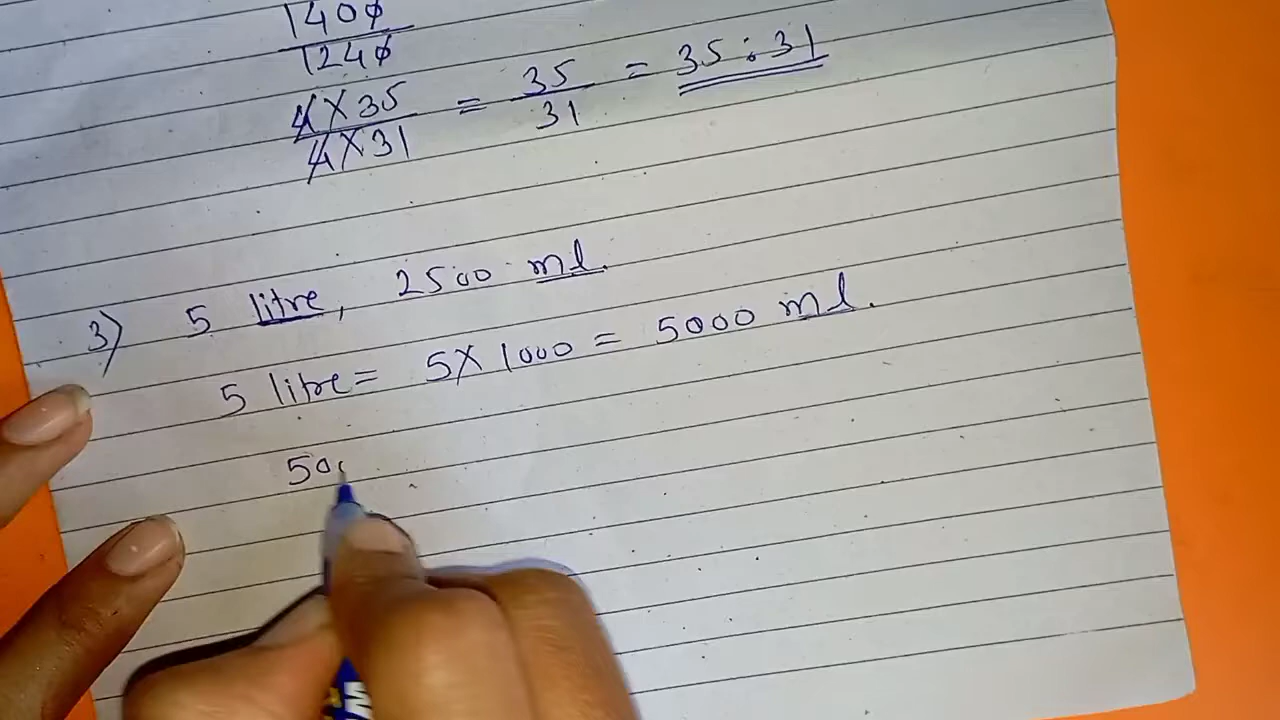 1400
1240
4 X 35
4 X 31
= 35
31
= 35 : 31
3) 5 litre, 2500 ml.
5 litre = 5 X 1000 = 5000 ml.
500